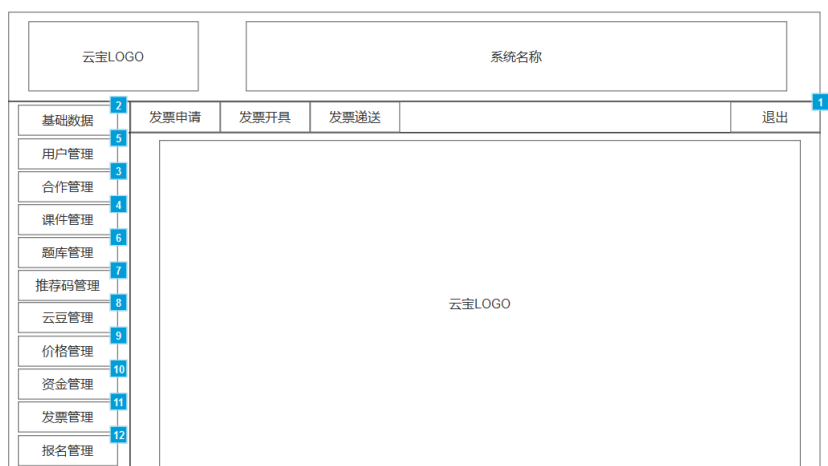 云宝LOGO 系统名称
1
2
基础数据 发票申请 发票开具 发票递送 退出
5
用户管理
3
合作管理
4
课件管理
6
题库管理
7
推荐码管理
8
云豆管理 云宝LOGO
9
价格管理
10
资金管理
11
发票管理
12
报名管理